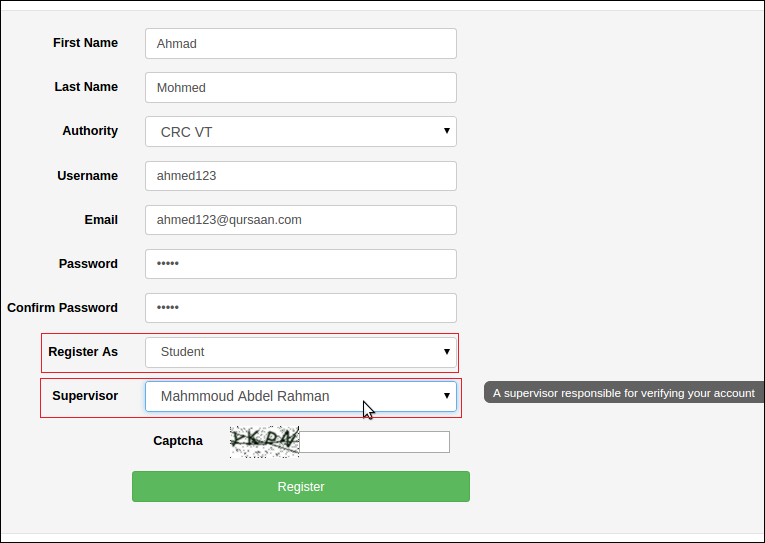 First Name Ahmad
Last Name Mohmed
Authority CRC VT
Username ahmed123
Email ahmed123@qursaan.com
Password •••••
Confirm Password •••••
Register As Student
Supervisor Mahmmoud Abdel Rahman
A supervisor responsible for verifying your account
Captcha
Register